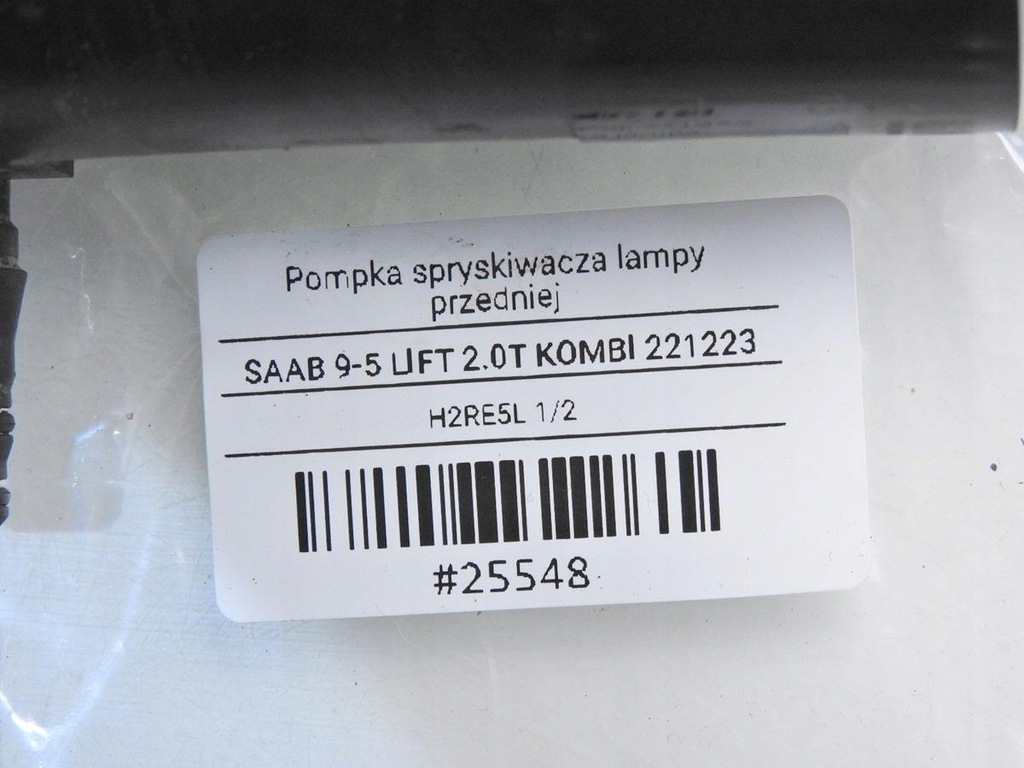 Pompka spryskiwacza lampy
przedniej
SAAB 9-5 LIFT 2.0T KOMBI 221223
H2RE5L 1/2
#25548